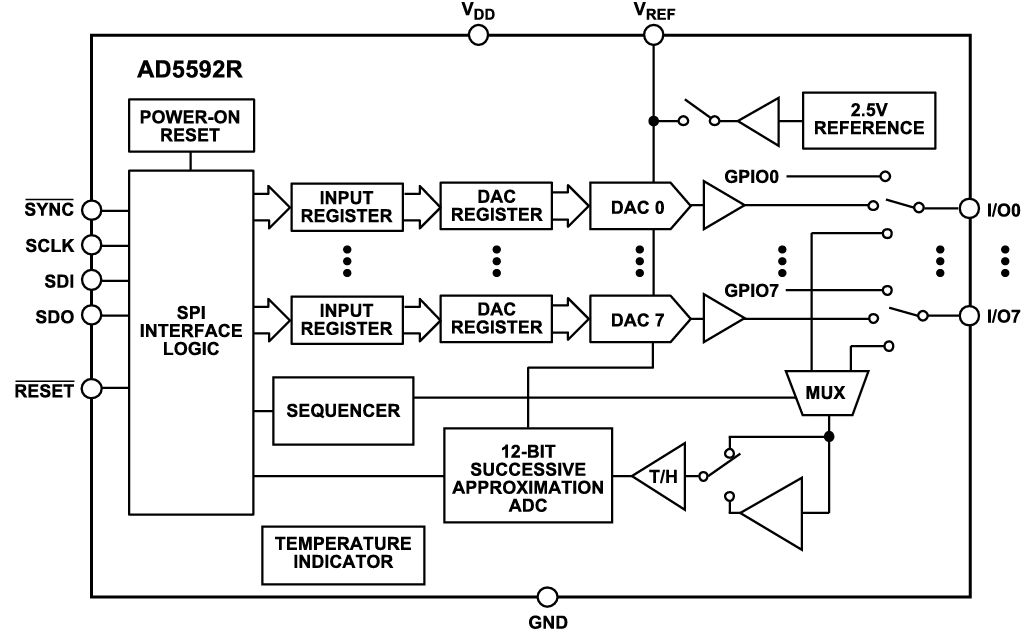 VDD
VREF
AD5592R
POWER-ON
RESET
2.5V
REFERENCE
GPIO0
SYNC
INPUT
REGISTER
DAC
REGISTER
DAC 0
I/O0
SCLK
SDI
GPIO7
SDO
SPI
INTERFACE
LOGIC
INPUT
REGISTER
DAC
REGISTER
DAC 7
I/O7
RESET
SEQUENCER
MUX
12-BIT
SUCCESSIVE
APPROXIMATION
ADC
T/H
TEMPERATURE
INDICATOR
GND